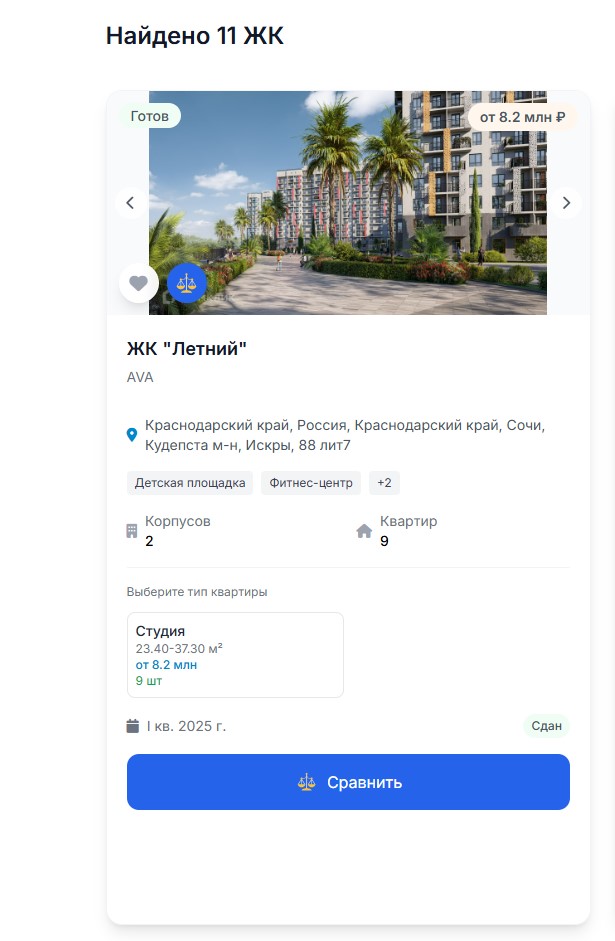 Найдено 11 ЖК
Готов
от 8.2 млн ₽
ЖК "Летний"
AVA
Краснодарский край, Россия, Краснодарский край, Сочи,
Кудепста м-н, Искры, 88 лит7
Детская площадка
Фитнес-центр
+2
Корпусов
2
Квартир
9
Выберите тип квартиры
Студия
23.40-37.30 м²
от 8.2 млн
9 шт
I кв. 2025 г.
Сдан
Сравнить